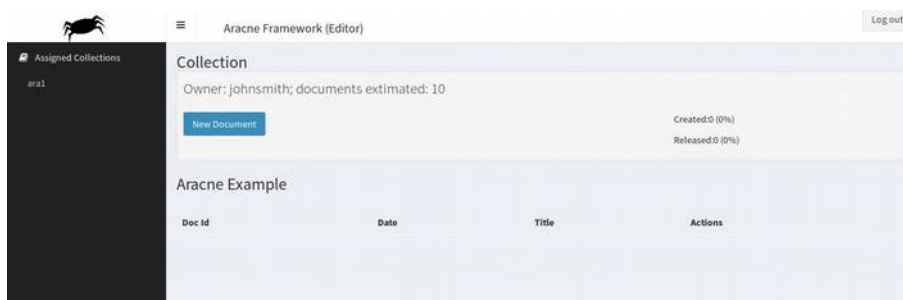 Aracne Framework (Editor)
Log out
Assigned Collections
ara1
Collection
Owner: johnsmith; documents extimated: 10
New Document
Created:0 (0%)
Released:0 (0%)
Aracne Example
Doc Id Date Title Actions